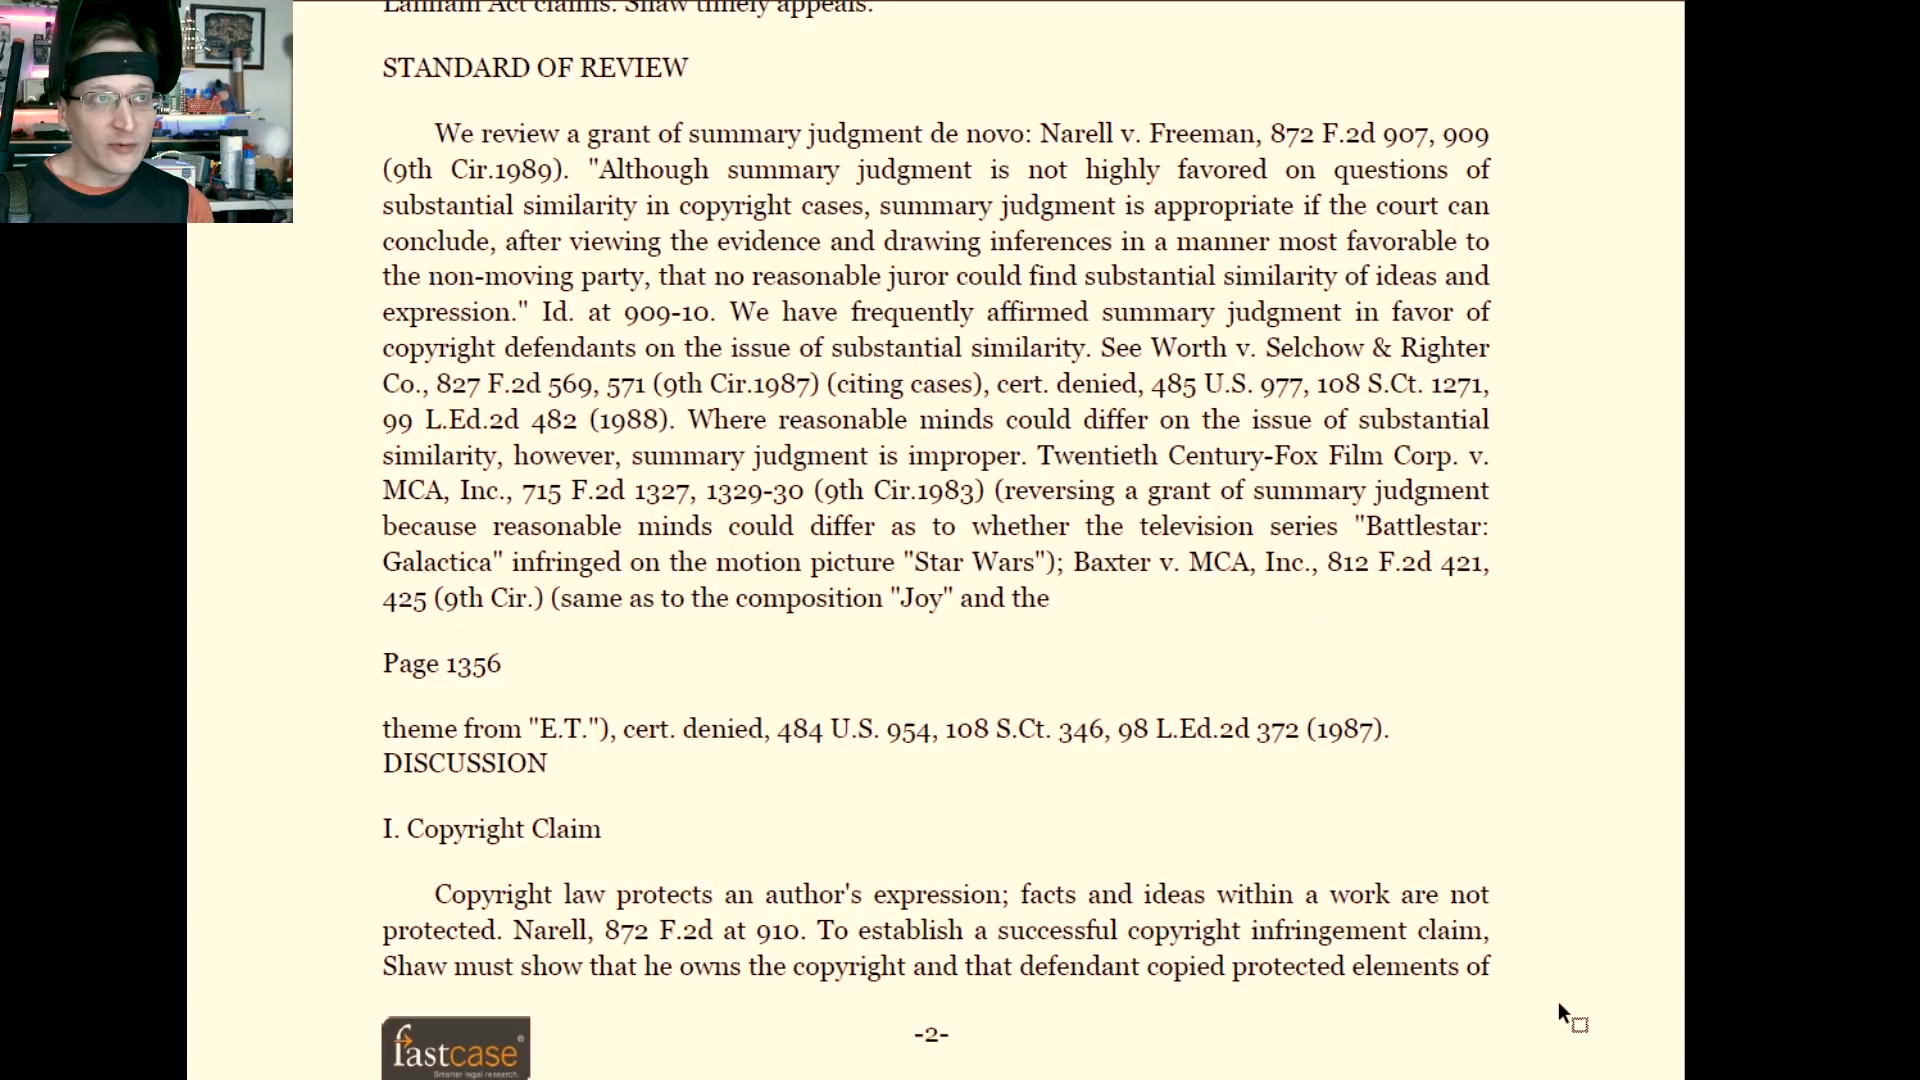 Lanham Act claims. Shaw timely appeals.
STANDARD OF REVIEW
We review a grant of summary judgment de novo: Narell v. Freeman, 872 F.2d 907, 909
(9th Cir.1989). "Although summary judgment is not highly favored on questions of
substantial similarity in copyright cases, summary judgment is appropriate if the court can
conclude, after viewing the evidence and drawing inferences in a manner most favorable to
the non-moving party, that no reasonable juror could find substantial similarity of ideas and
expression." Id. at 909-10. We have frequently affirmed summary judgment in favor of
copyright defendants on the issue of substantial similarity. See Worth v. Selchow & Righter
Co., 827 F.2d 569, 571 (9th Cir.1987) (citing cases), cert. denied, 485 U.S. 977, 108 S.Ct. 1271,
99 L.Ed.2d 482 (1988). Where reasonable minds could differ on the issue of substantial
similarity, however, summary judgment is improper. Twentieth Century-Fox Film Corp. v.
MCA, Inc., 715 F.2d 1327, 1329-30 (9th Cir.1983) (reversing a grant of summary judgment
because reasonable minds could differ as to whether the television series "Battlestar:
Galactica" infringed on the motion picture "Star Wars"); Baxter v. MCA, Inc., 812 F.2d 421,
425 (9th Cir.) (same as to the composition "Joy" and the
Page 1356
theme from "E.T."), cert. denied, 484 U.S. 954, 108 S.Ct. 346, 98 L.Ed.2d 372 (1987).
DISCUSSION
I. Copyright Claim
Copyright law protects an author's expression; facts and ideas within a work are not
protected. Narell, 872 F.2d at 910. To establish a successful copyright infringement claim,
Shaw must show that he owns the copyright and that defendant copied protected elements of
fastcase®
Smarter legal research.
-2-